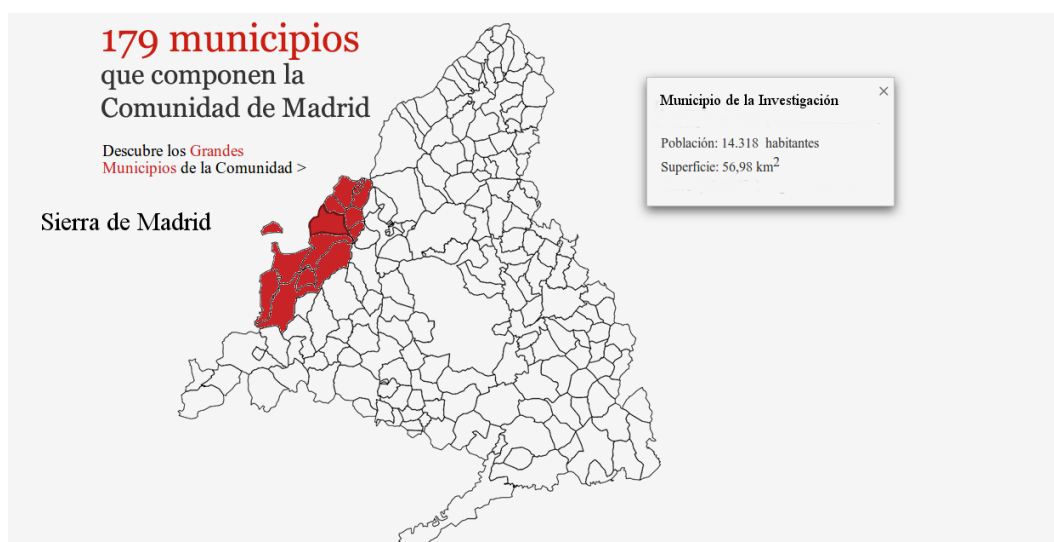 179 municipios
que componen la
Comunidad de Madrid
Descubre los Grandes
Municipios de la Comunidad >
Sierra de Madrid
Municipio de la Investigación
Población: 14.318 habitantes
Superficie: 56,98 km2